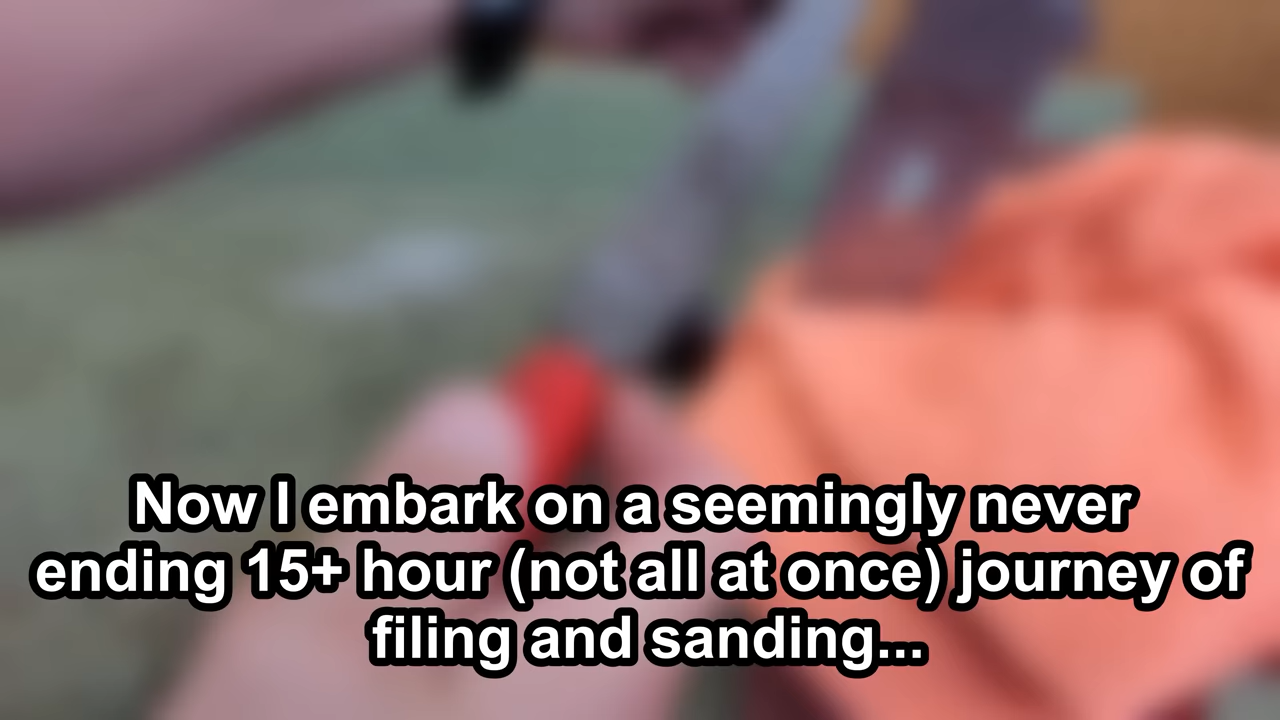 Now I embark on a seemingly never
ending 15+ hour (not all at once) journey of
filing and sanding...